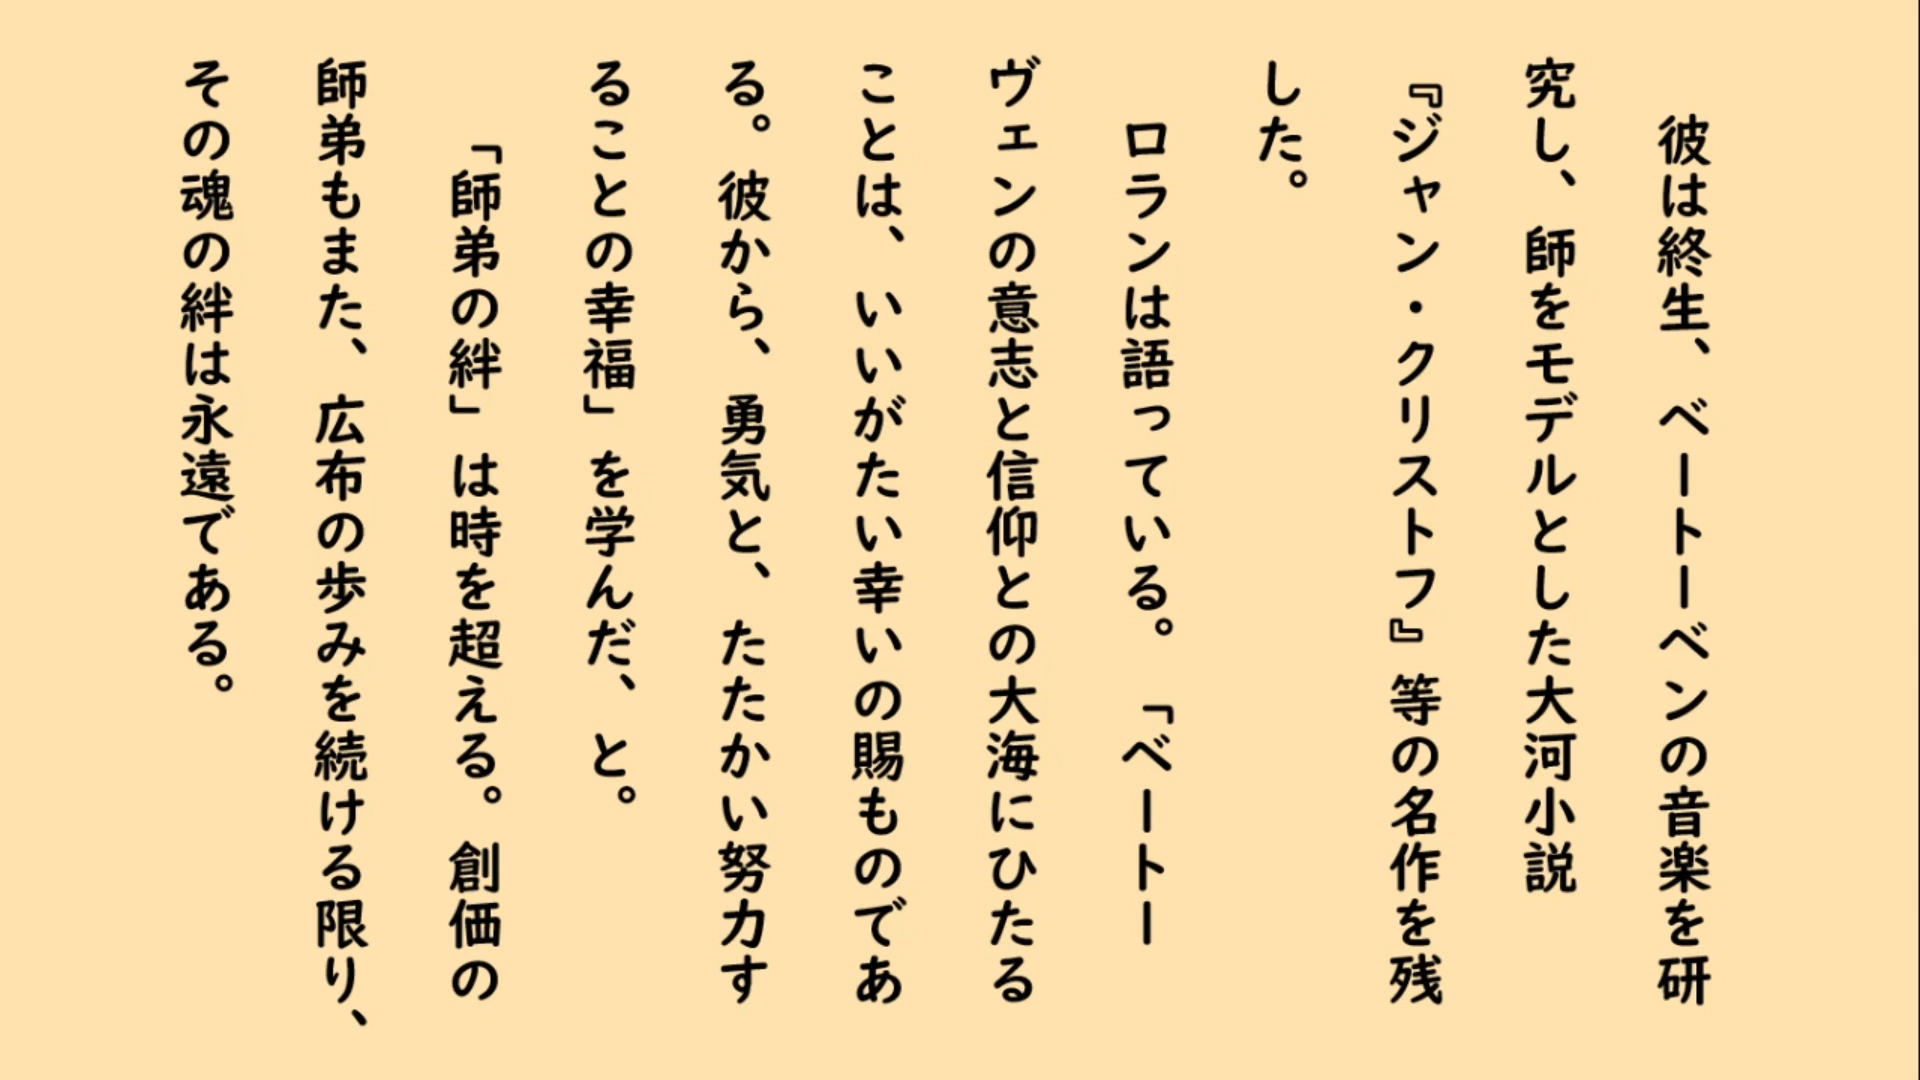 彼は終生、ベートーベンの音楽を研
究し、師をモデルとした大河小説
『ジャン・クリストフ』等の名作を残
した。
ロランは語っている。「ベートー
ヴェンの意志と信仰との大海にひたる
ことは、いいがたい幸いの賜ものであ
る。彼から、勇気と、たたかい努力す
ることの幸福」を学んだ、と。
「師弟の絆」は時を超える。創価の
師弟もまた、広布の歩みを続ける限り、
その魂の絆は永遠である。